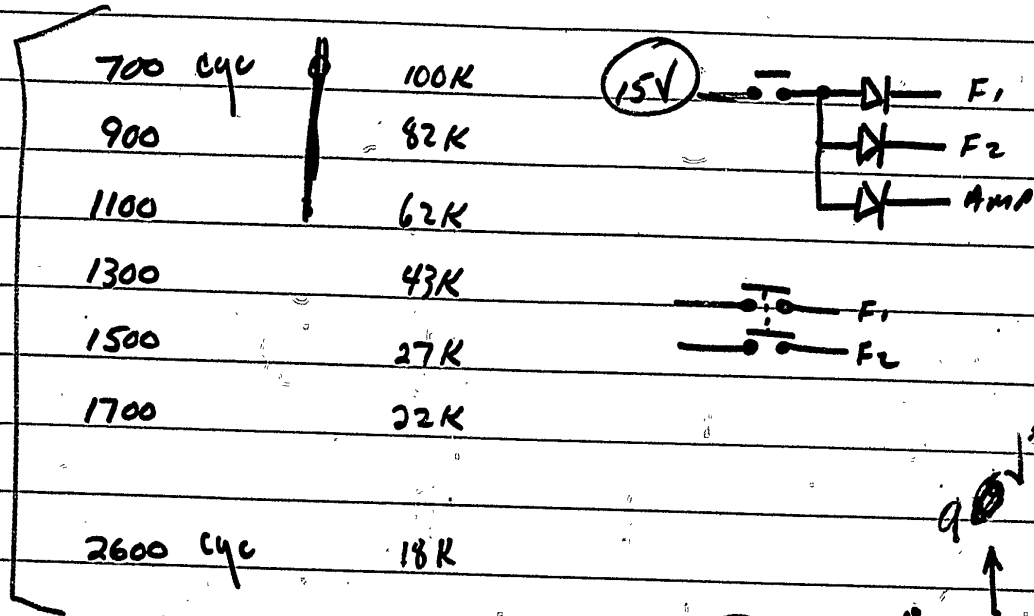 700 cyc 100K 15V F1
900 82K F2
1100 62K AMP
1300 43K F1
1500 27K F2
1700 22K
2600 cyc 18K